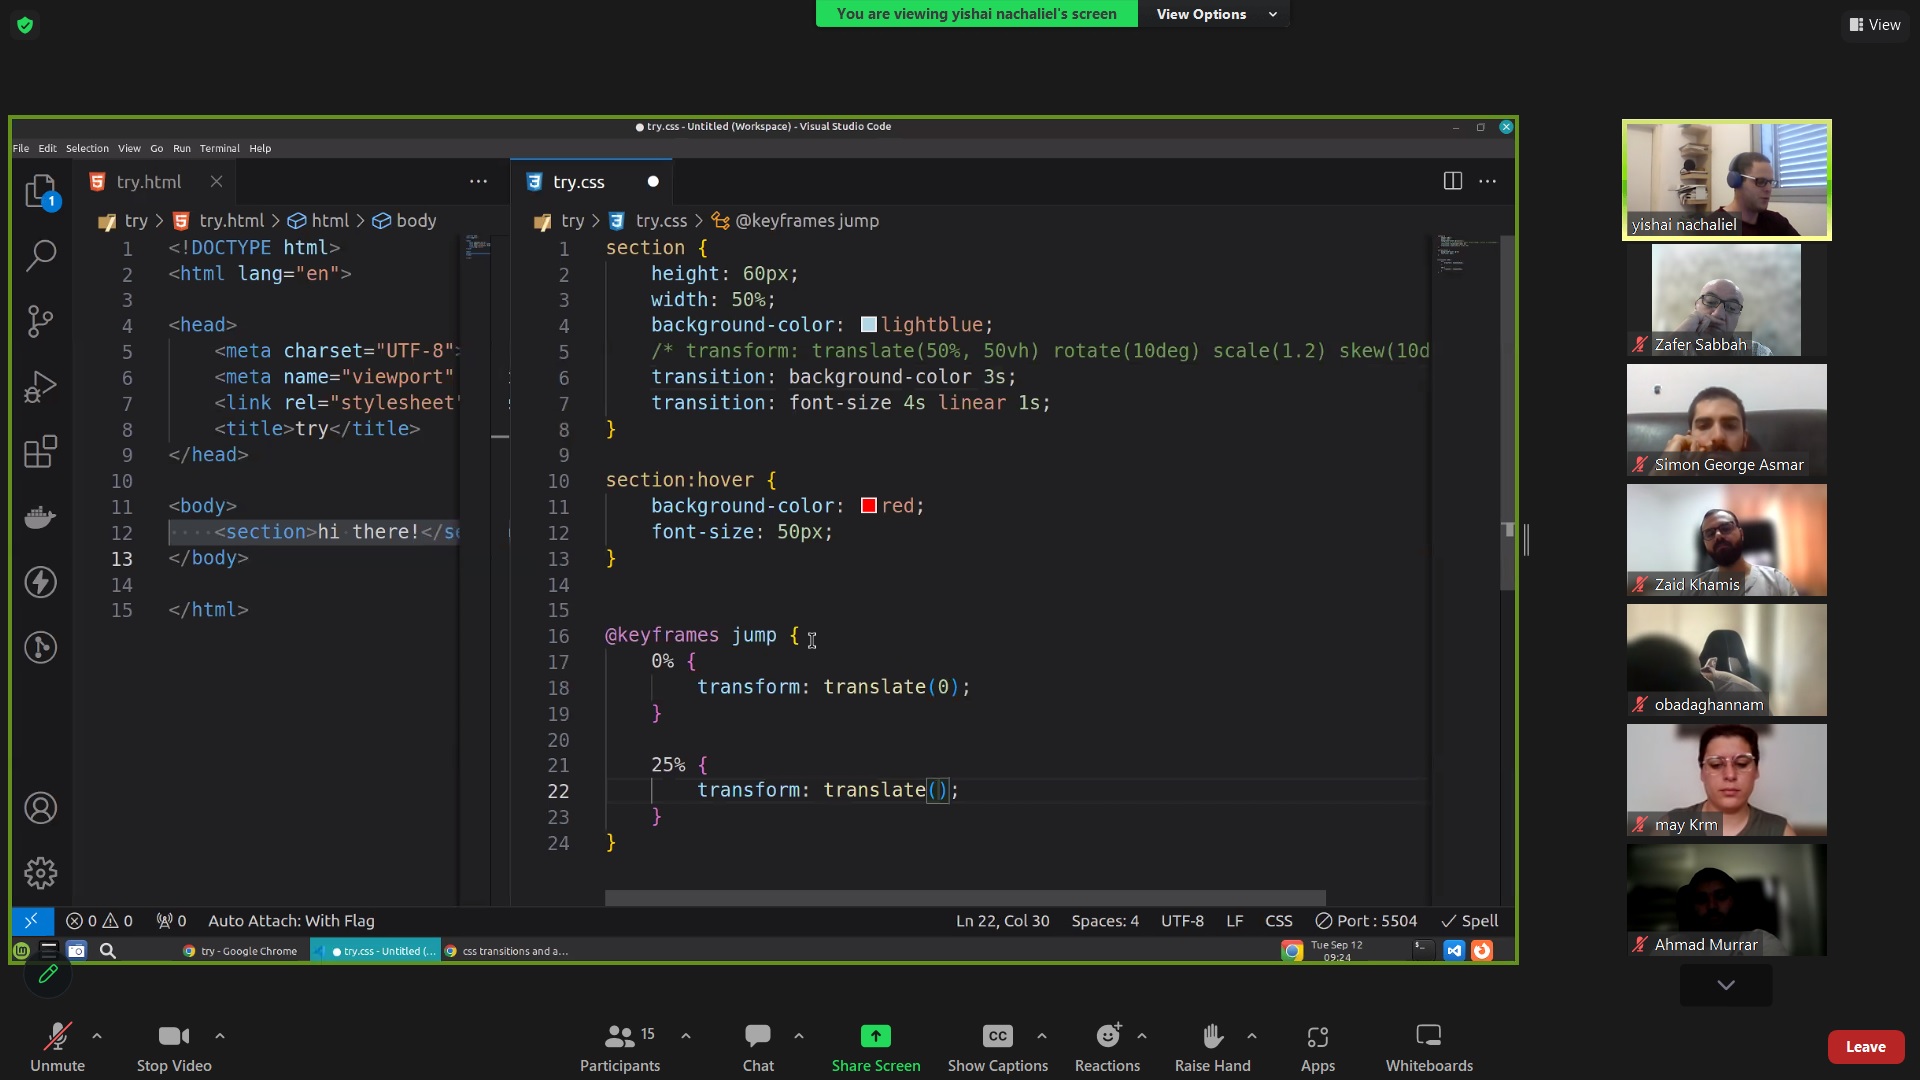 You are viewing yishai nachaliel's screen
View Options
View
try.css - Untitled (Workspace) - Visual Studio Code
File Edit Selection View Go Run Terminal Help
try.html
try.css
try > try.html > html > body
try > try.css > @keyframes jump
1 <!DOCTYPE html>
2 <html lang="en">
3
4 <head>
5 <meta charset="UTF-8">
6 <meta name="viewport"
7 <link rel="stylesheet"
8 <title>try</title>
9 </head>
10
11 <body>
12 ····<section>hi·there!</se
13 </body>
14
15 </html>
1 section {
2 height: 60px;
3 width: 50%;
4 background-color: lightblue;
5 /* transform: translate(50%, 50vh) rotate(10deg) scale(1.2) skew(10d
6 transition: background-color 3s;
7 transition: font-size 4s linear 1s;
8 }
9
10 section:hover {
11 background-color: red;
12 font-size: 50px;
13 }
14
15
16 @keyframes jump {
17 0% {
18 transform: translate(0);
19 }
20
21 25% {
22 transform: translate();
23 }
24 }
1
0 0 0 Auto Attach: With Flag
Ln 22, Col 30 Spaces: 4 UTF-8 LF CSS Port : 5504 Spell
try - Google Chrome
try.css - Untitled (...
css transitions and a...
Tue Sep 12
09:24
yishai nachaliel
Zafer Sabbah
Simon George Asmar
Zaid Khamis
obadaghannam
may Krm
Ahmad Murrar
Unmute
Stop Video
15
Participants
Chat
Share Screen
CC
Show Captions
Reactions
Raise Hand
Apps
Whiteboards
Leave